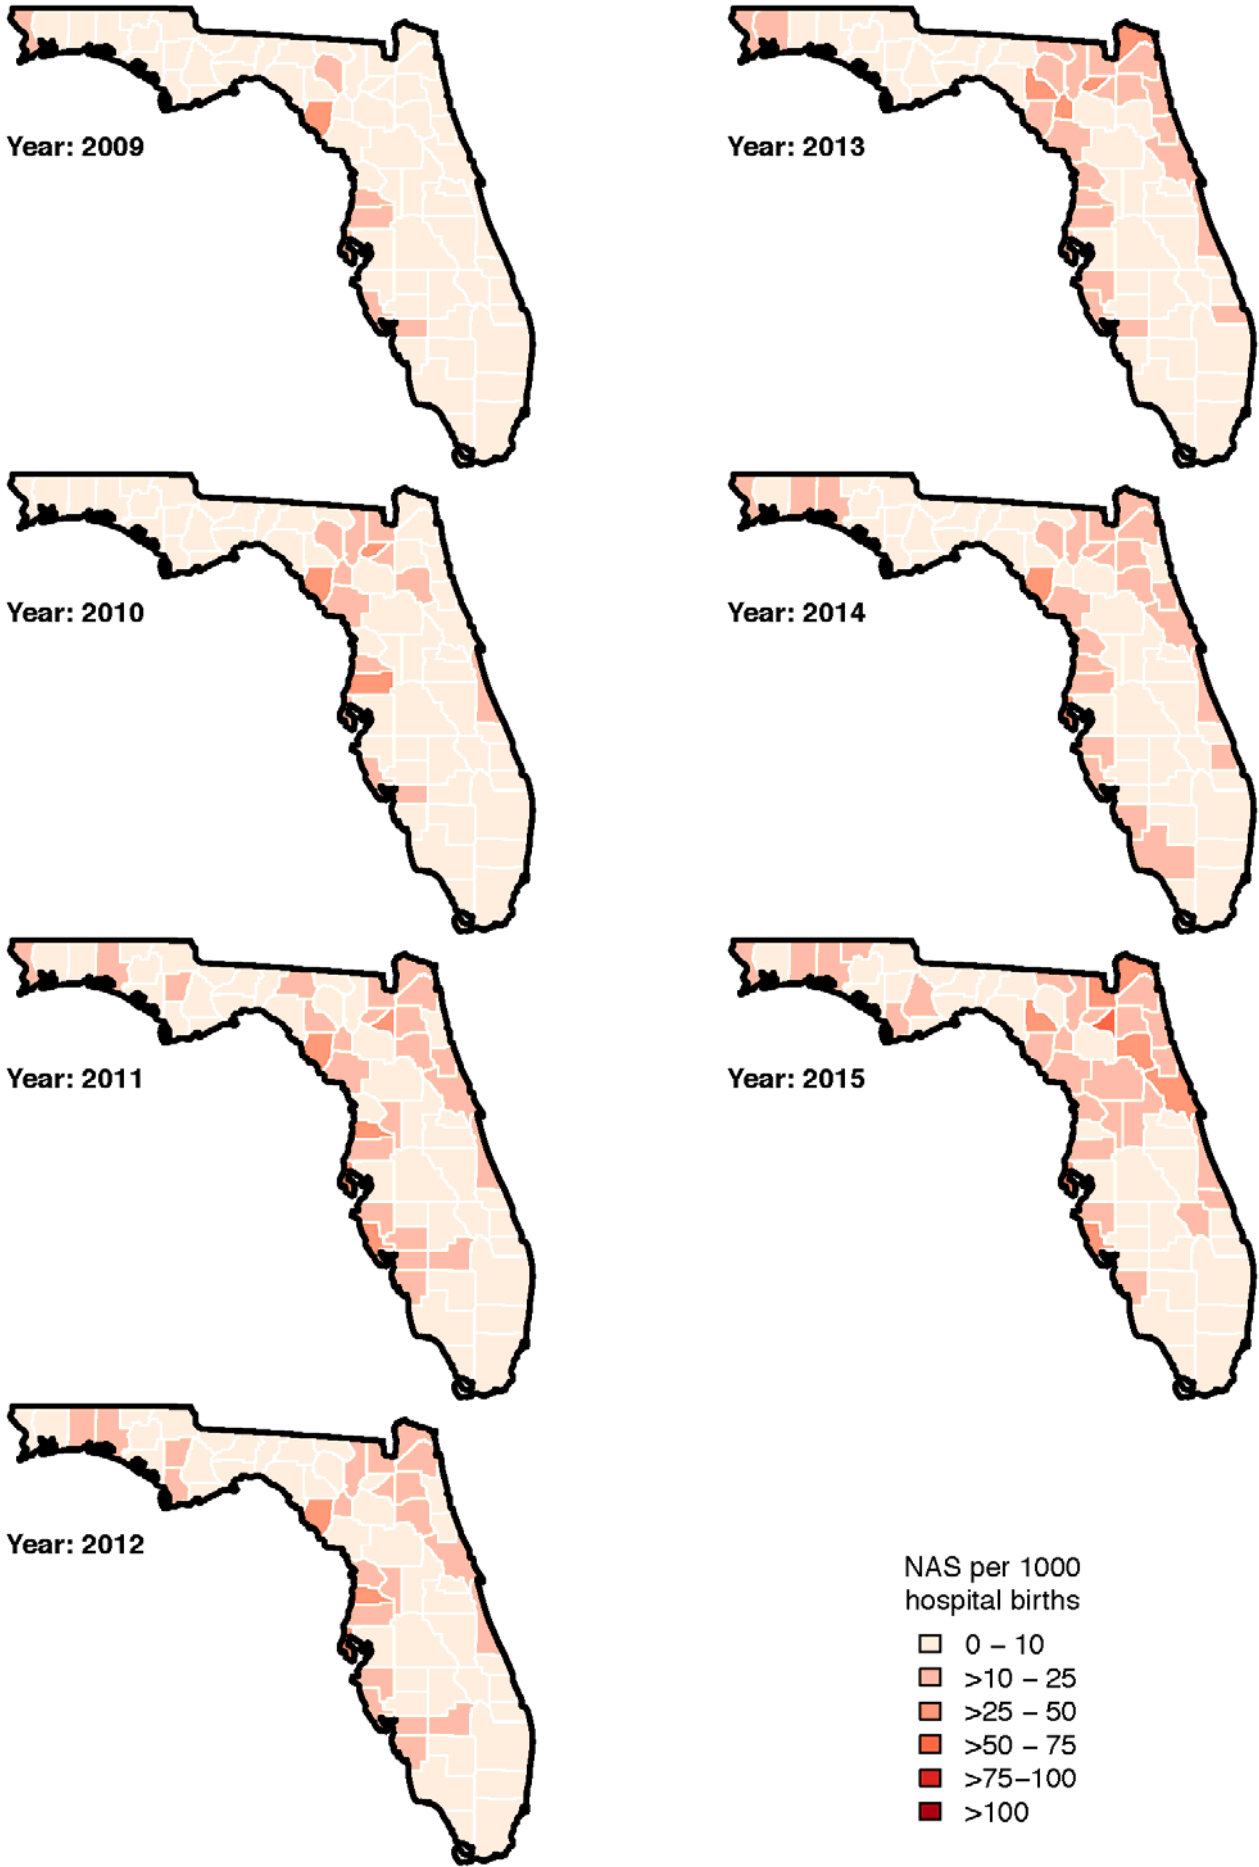 Year: 2009
Year: 2013
Year: 2010
Year: 2014
Year: 2011
Year: 2015
Year: 2012
NAS per 1000
hospital births
0 – 10
>10 – 25
>25 – 50
>50 – 75
>75–100
>100